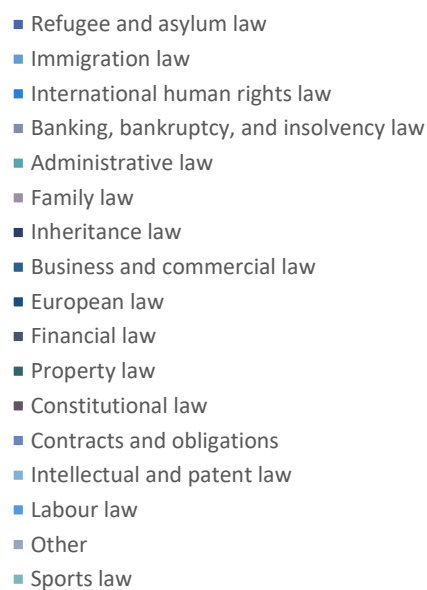 Refugee and asylum law
Immigration law
International human rights law
Banking, bankruptcy, and insolvency law
Administrative law
Family law
Inheritance law
Business and commercial law
European law
Financial law
Property law
Constitutional law
Contracts and obligations
Intellectual and patent law
Labour law
Other
Sports law